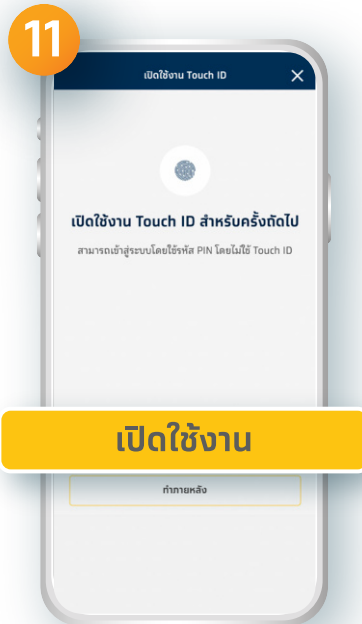 11
เปิดใช้งาน Touch ID
เปิดใช้งาน Touch ID สำหรับครั้งถัดไป
สามารถเข้าสู่ระบบโดยใช้รหัส PIN โดยไม่ใช้ Touch ID
เปิดใช้งาน
ทำภายหลัง